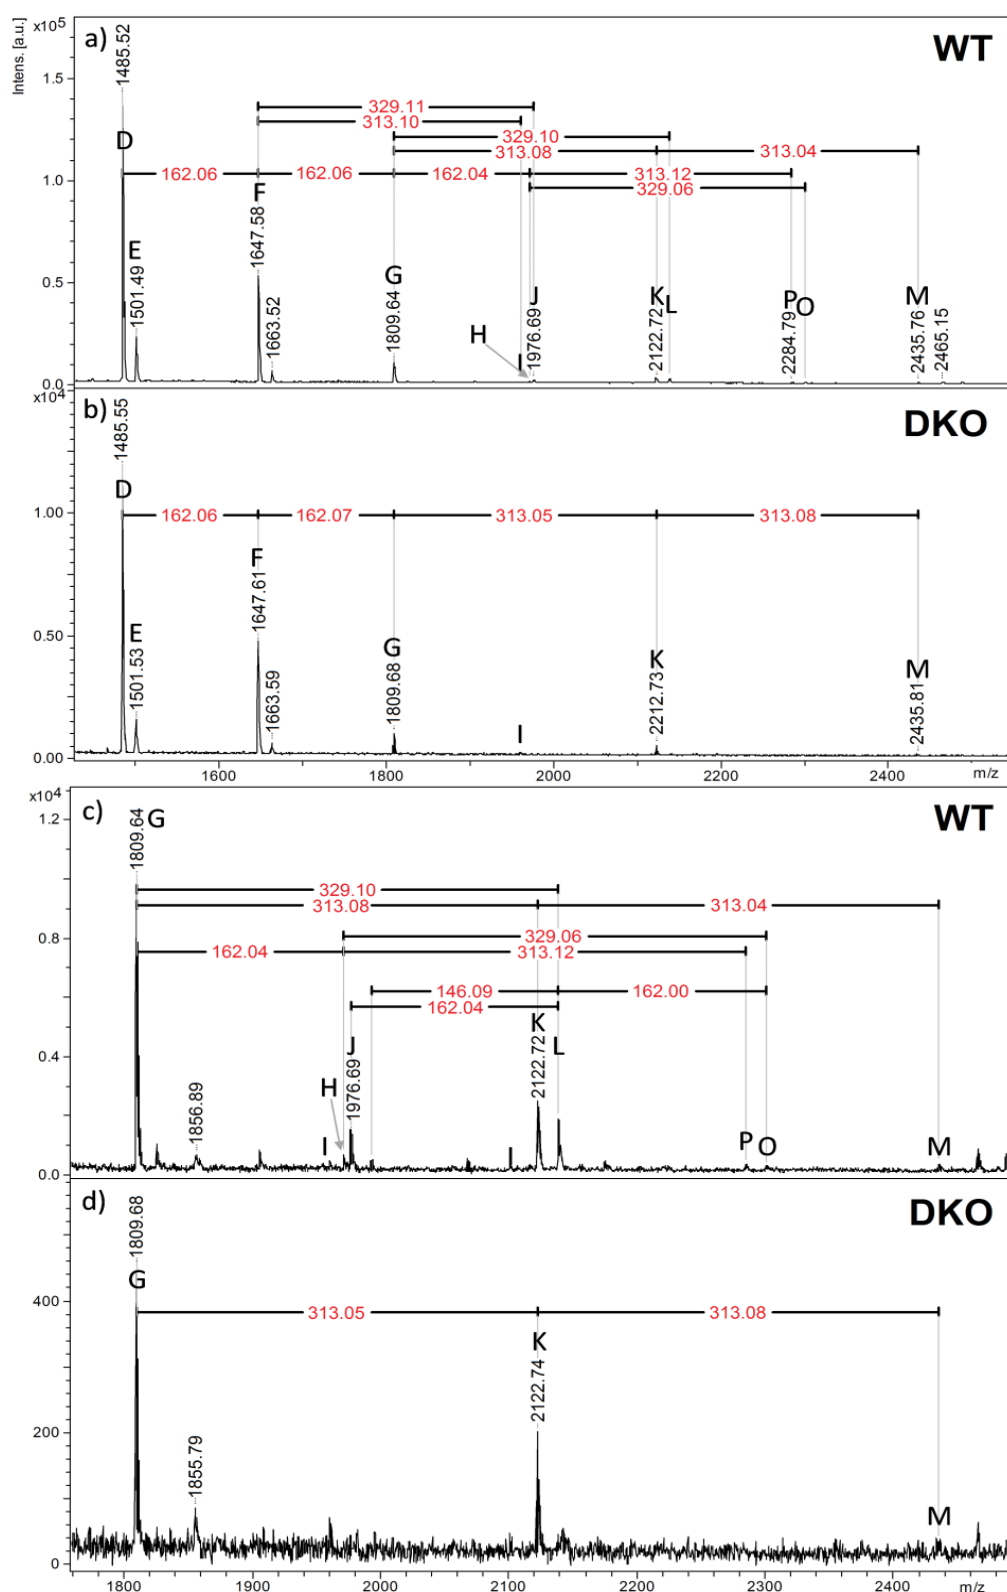 Intens. [a.u.]
x10⁵
a)
WT
1485.52
1.5
329.11
313.10
329.10
313.08
313.04
D
162.06
162.06
162.04
313.12
1.0
329.06
F
1647.58
E
1501.49
0.5
G
1809.64
1663.52
H
I
J
1976.69
K
2122.72
L
P
2284.79
O
M
2435.76
2465.15
0.0
x10⁴
b)
DKO
1485.55
D
1.00
162.06
162.07
313.05
313.08
F
1647.61
E
1501.53
0.50
G
1809.68
1663.59
I
K
2212.73
M
2435.81
0.00
1600
1800
2000
2200
2400
m/z
x10⁴
c)
WT
1809.64
G
1.2
329.10
313.08
313.04
0.8
329.06
162.04
313.12
146.09
162.00
162.04
K
2122.72
L
J
1976.69
0.4
H
1856.89
I
I
P
O
M
0.0
d)
DKO
1809.68
G
400
313.05
313.08
K
2122.74
200
1855.79
M
0
1800
1900
2000
2100
2200
2300
2400
m/z